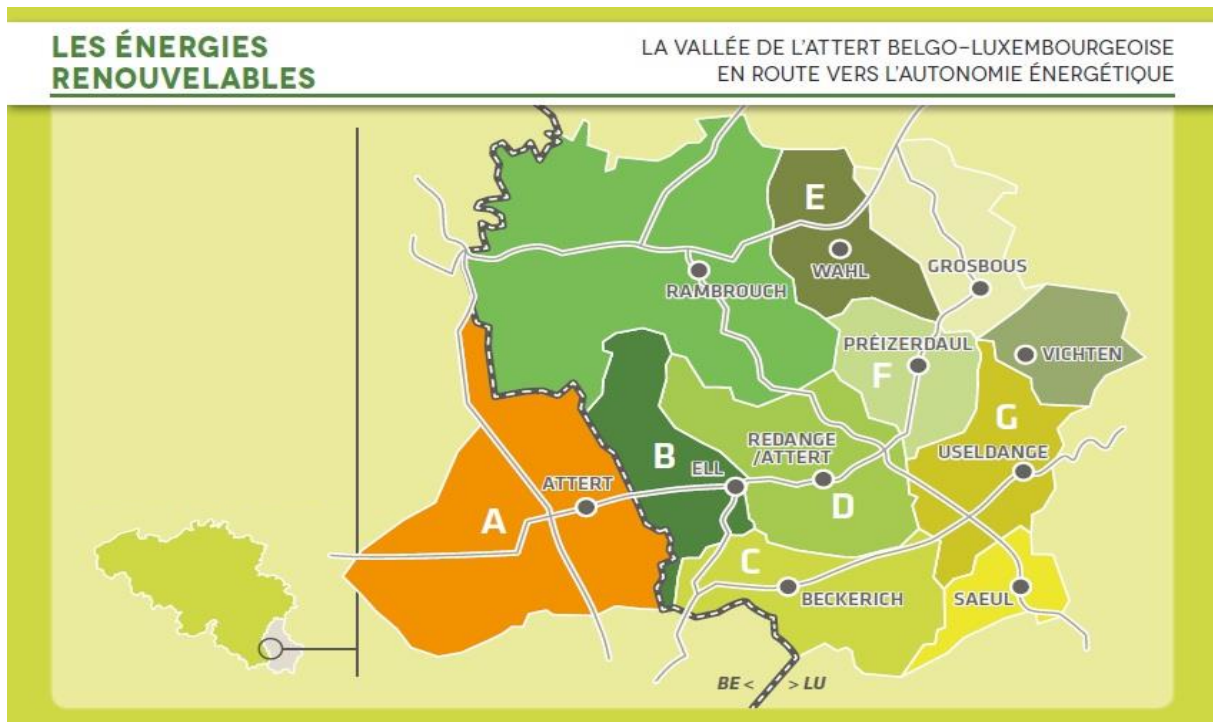 LES ÉNERGIES
RENOUVELABLES
LA VALLÉE DE L'ATTERT BELGO-LUXEMBOURGEOISE
EN ROUTE VERS L'AUTONOMIE ÉNERGÉTIQUE
E
WAHL
GROSBOUS
RAMBROUCH
PRÉIZERDAUL
VICHTEN
F
G
B
REDANGE
/ATTERT
USELDANGE
ELL
ATTERT
A
D
C
BECKERICH
SAEUL
BE < > LU